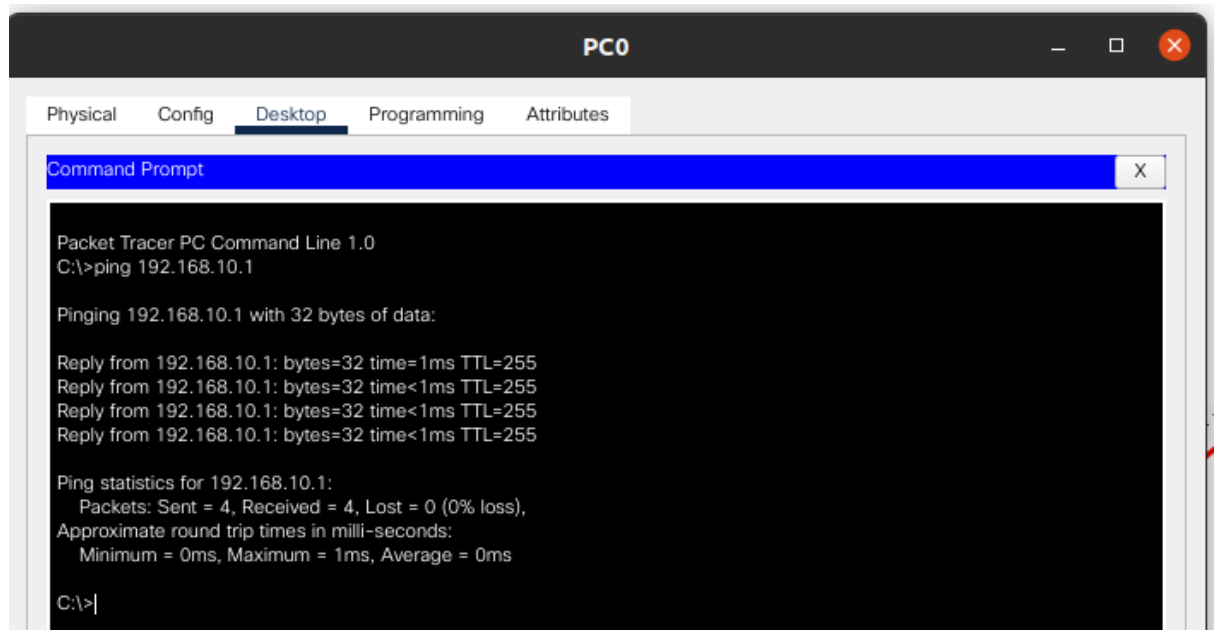 PC0
Physical Config Desktop Programming Attributes
Command Prompt
X
Packet Tracer PC Command Line 1.0
C:\>ping 192.168.10.1
Pinging 192.168.10.1 with 32 bytes of data:
Reply from 192.168.10.1: bytes=32 time=1ms TTL=255
Reply from 192.168.10.1: bytes=32 time<1ms TTL=255
Reply from 192.168.10.1: bytes=32 time<1ms TTL=255
Reply from 192.168.10.1: bytes=32 time<1ms TTL=255
Ping statistics for 192.168.10.1:
Packets: Sent = 4, Received = 4, Lost = 0 (0% loss),
Approximate round trip times in milli-seconds:
Minimum = 0ms, Maximum = 1ms, Average = 0ms
C:\>